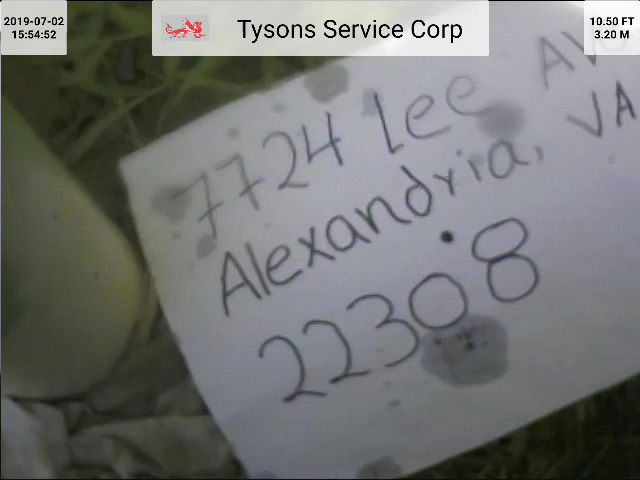 2019-07-02
15:54:52
Tysons Service Corp
10.50 FT
3.20 M
7724 Lee
Alexandria, VA
22308